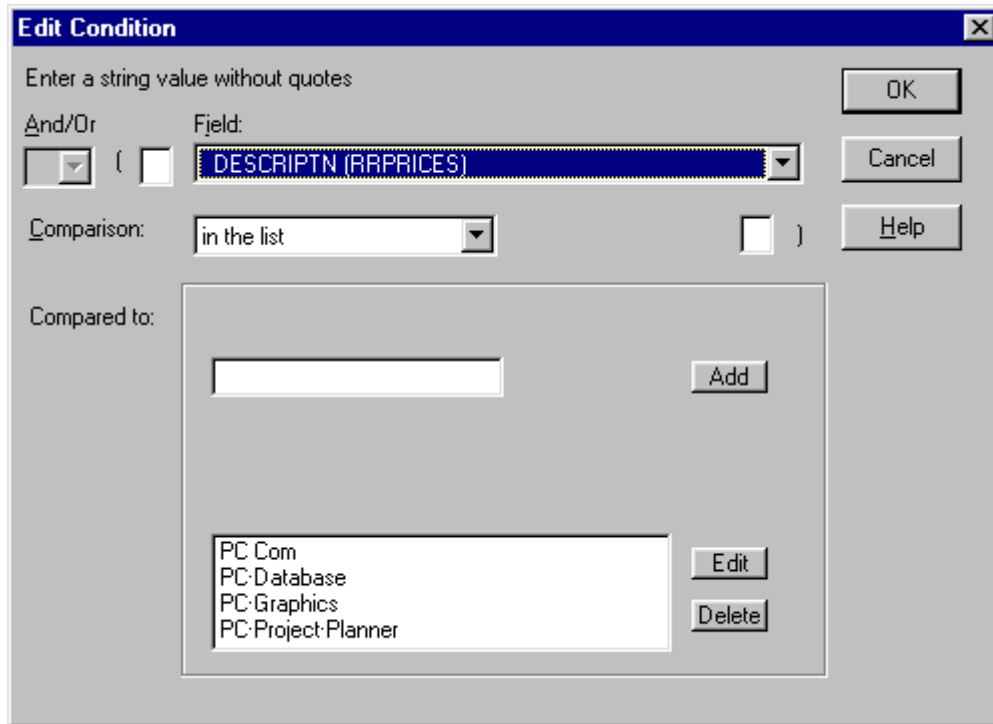 Edit Condition
Enter a string value without quotes
OK
And/Or
Field:
(
DESCRIPTN (RRPRICES)
Cancel
Comparison:
in the list
)
Help
Compared to:
Add
PC Com
PC·Database
PC·Graphics
PC·Project·Planner
Edit
Delete